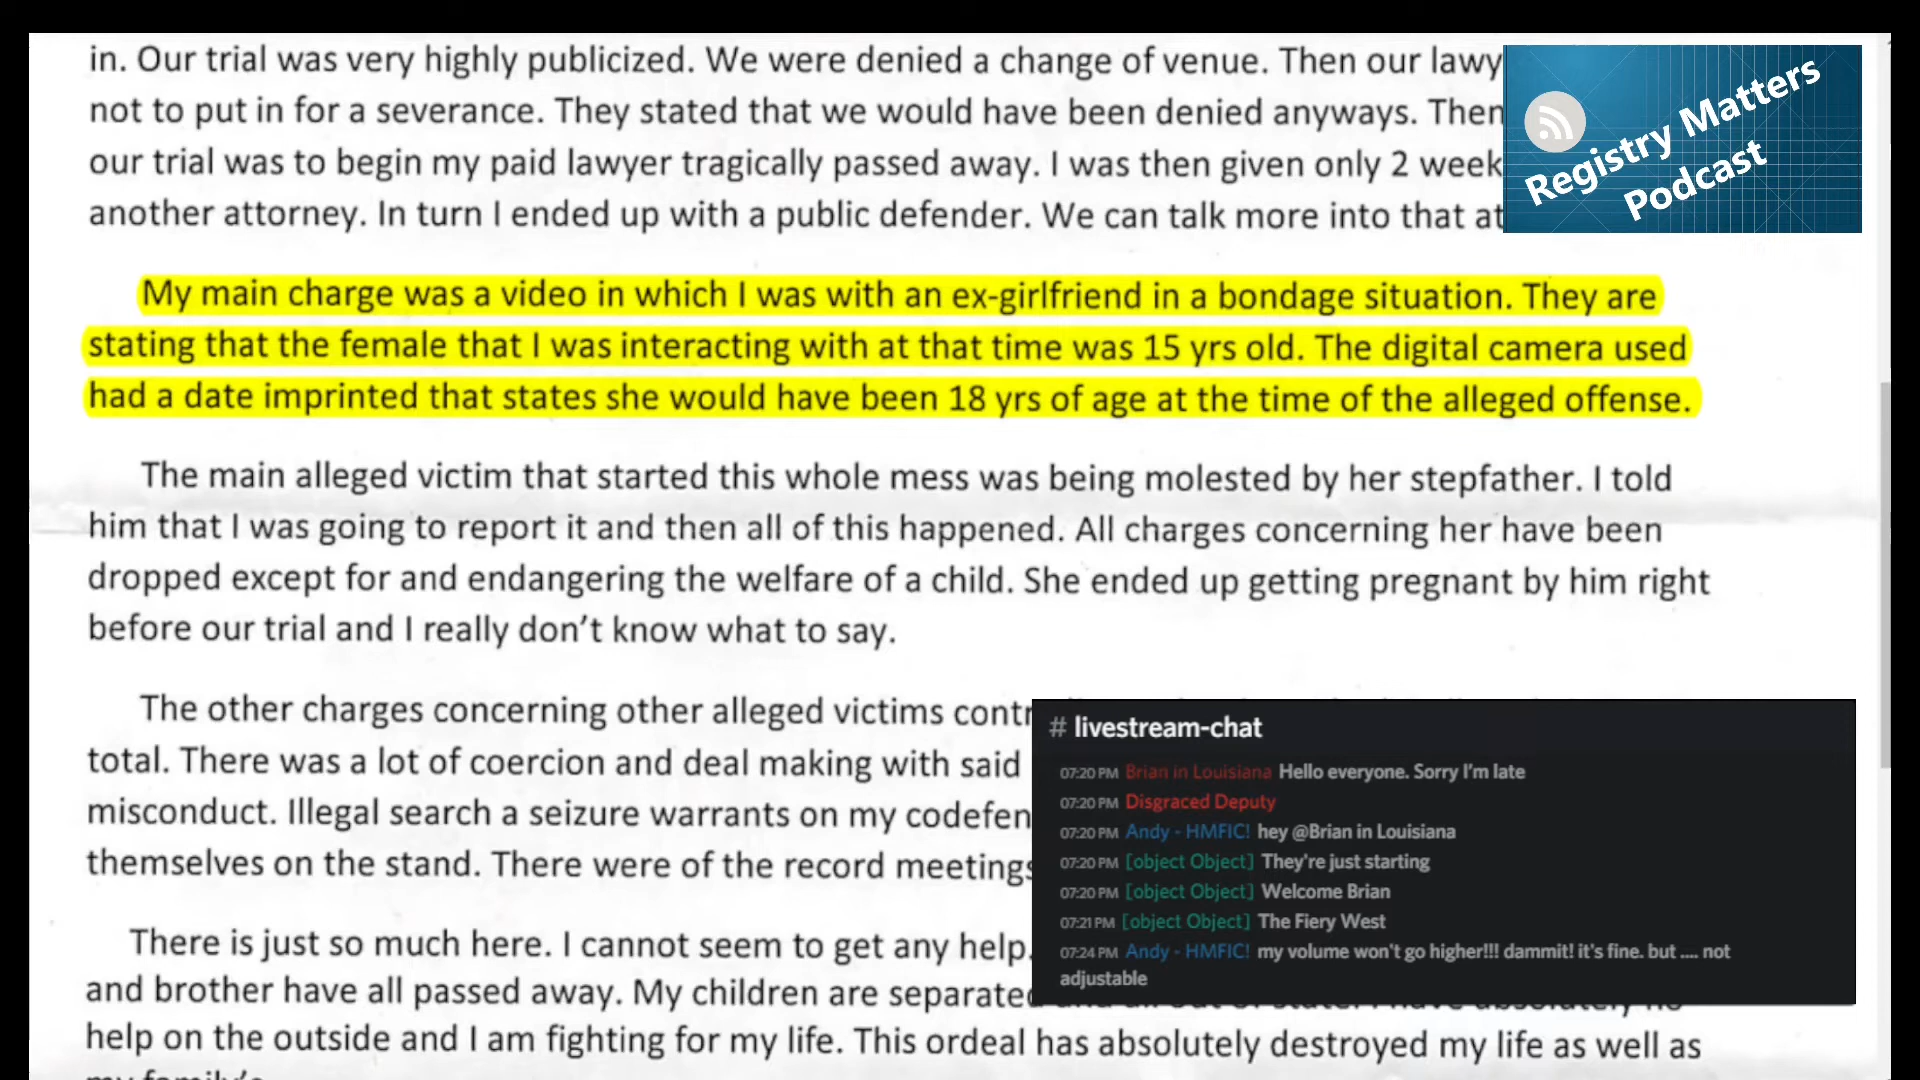 in. Our trial was very highly publicized. We were denied a change of venue. Then our lawy
not to put in for a severance. They stated that we would have been denied anyways. Then
our trial was to begin my paid lawyer tragically passed away. I was then given only 2 week
another attorney. In turn I ended up with a public defender. We can talk more into that at
Registry Matters
Podcast
My main charge was a video in which I was with an ex-girlfriend in a bondage situation. They are
stating that the female that I was interacting with at that time was 15 yrs old. The digital camera used
had a date imprinted that states she would have been 18 yrs of age at the time of the alleged offense.
The main alleged victim that started this whole mess was being molested by her stepfather. I told
him that I was going to report it and then all of this happened. All charges concerning her have been
dropped except for and endangering the welfare of a child. She ended up getting pregnant by him right
before our trial and I really don't know what to say.
The other charges concerning other alleged victims contr
total. There was a lot of coercion and deal making with said
misconduct. Illegal search a seizure warrants on my codefen
themselves on the stand. There were of the record meetings
There is just so much here. I cannot seem to get any help.
and brother have all passed away. My children are separated
help on the outside and I am fighting for my life. This ordeal has absolutely destroyed my life as well as
my family's
# livestream-chat
07:20 PM Brian in Louisiana Hello everyone. Sorry I'm late
07:20 PM Disgraced Deputy
07:20 PM Andy - HMFIC! hey @Brian in Louisiana
07:20 PM [object Object] They're just starting
07:20 PM [object Object] Welcome Brian
07:21 PM [object Object] The Fiery West
07:24 PM Andy - HMFIC! my volume won't go higher!!! dammit! it's fine. but .... not
adjustable